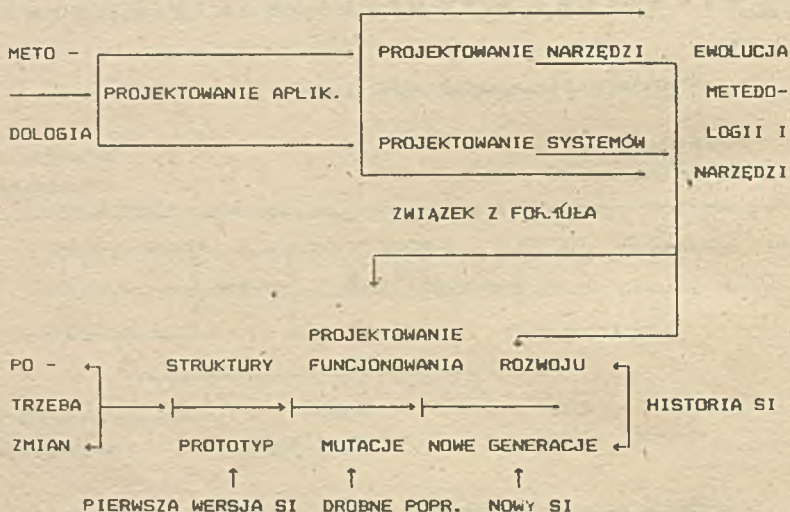 METO - PROJEKTOWANIE NARZĘDZI EWOLUCJA
PROJEKTOWANIE APLIK. METEDO-
DOLOGIA PROJEKTOWANIE SYSTEMÓW LOGII I
NARZĘDZI
ZWIĄZEK Z
PROJEKTOWANIE
PO - STRUKTURY FUNCJONOWANIA ROZWOJU
TRZEBA HISTORIA SI
ZMIAN PROTOTYP MUTACJE NOWE GENERACJE
PIERWSZA WERSJA SI DROBNE POPR. NOWY SI